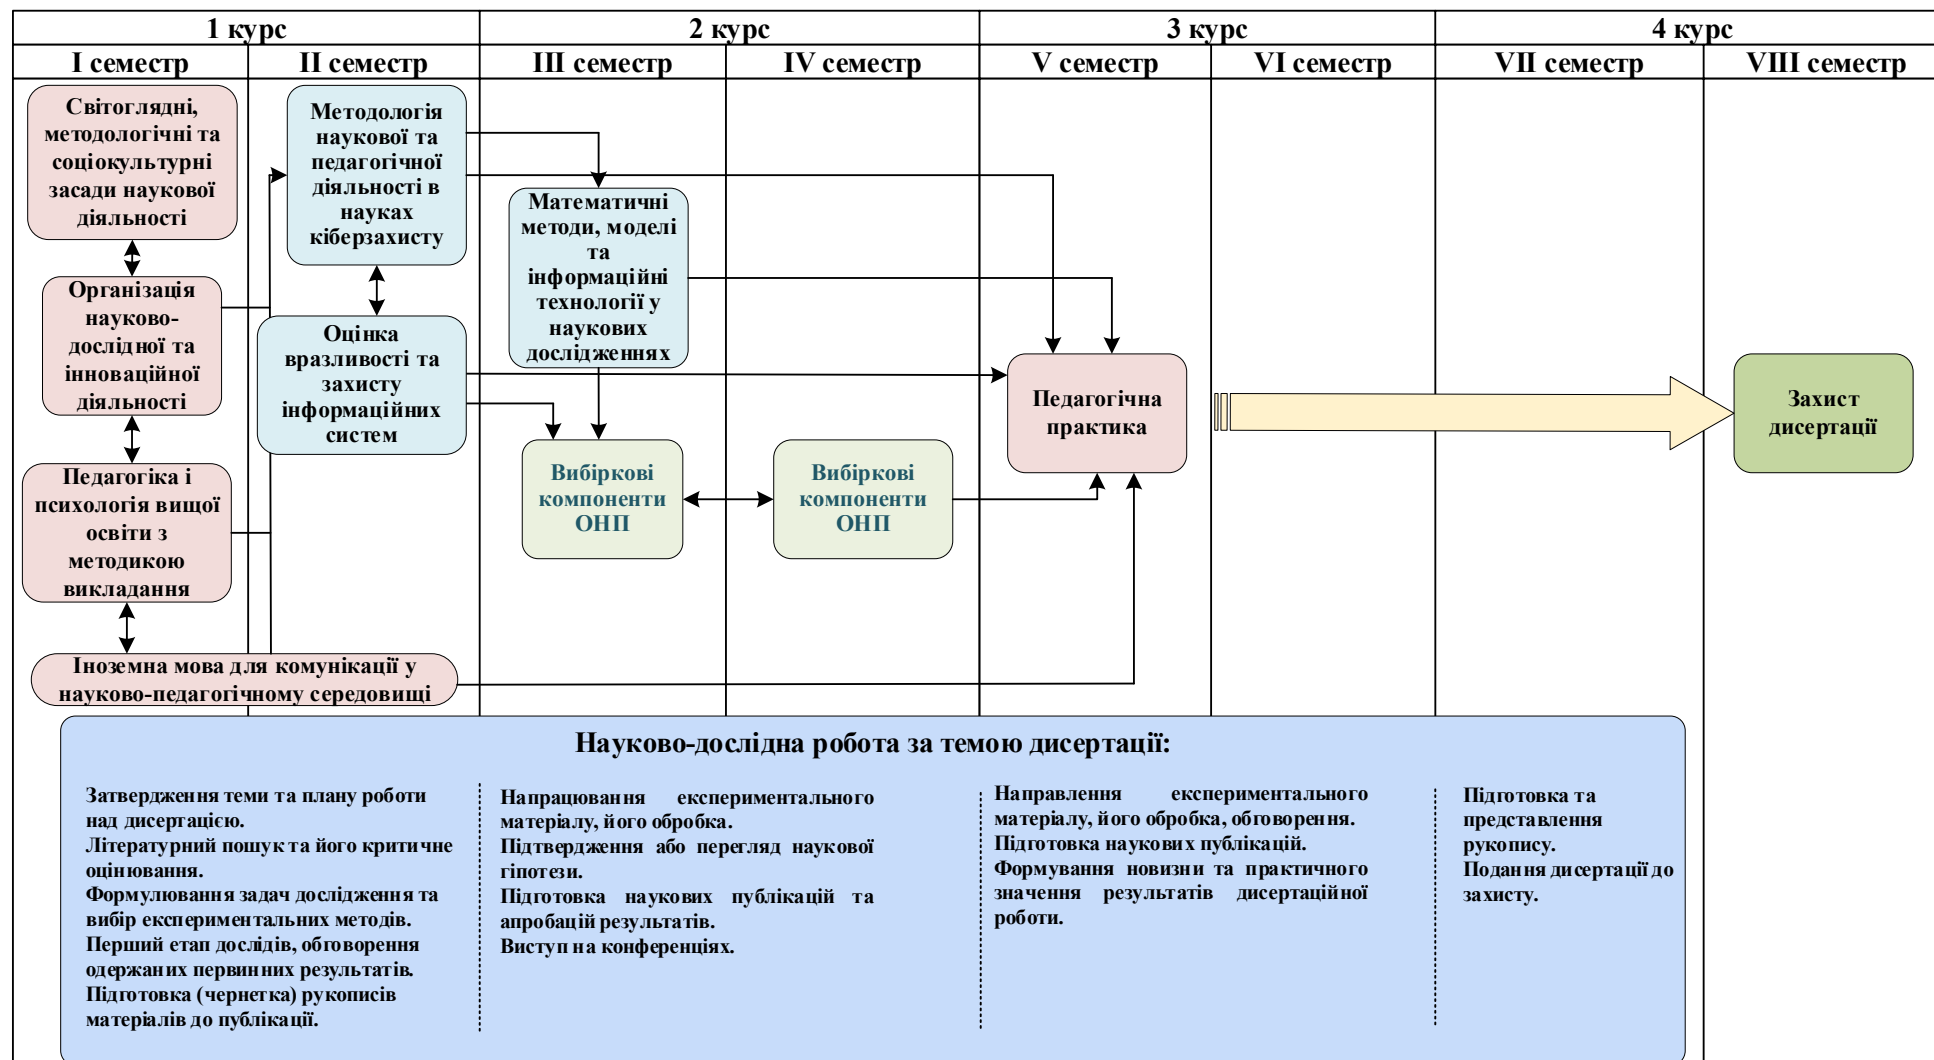 1 курс
2 курс
3 курс
4 курс
I семестр
II семестр
III семестр
IV семестр
V семестр
VI семестр
VII семестр
VIII семестр
Світоглядні,
методологічні та
соціокультурні
засади наукової
діяльності
Організація
науково-
дослідної та
інноваційної
діяльності
Педагогіка і
психологія вищої
освіти з
методикою
викладання
Іноземна мова для комунікації у
науково-педагогічному середовищі
Методологія
наукової та
педагогічної
діяльності в
науках
кіберзахисту
Оцінка
вразливості та
захисту
інформаційних
систем
Математичні
методи, моделі
та
інформаційні
технології у
наукових
дослідженнях
Вибіркові
компоненти
ОНП
Вибіркові
компоненти
ОНП
Педагогічна
практика
Захист
дисертації
Науково-дослідна робота за темою дисертації:
Затвердження теми та плану роботи
над дисертацією.
Літературний пошук та його критичне
оцінювання.
Формулювання задач дослідження та
вибір експериментальних методів.
Перший етап дослідів, обговорення
одержаних первинних результатів.
Підготовка (чернетка) рукописів
матеріалів до публікації.
Напрацювання експериментального
матеріалу, його обробка.
Підтвердження або перегляд наукової
гіпотези.
Підготовка наукових публікацій та
апробацій результатів.
Виступ на конференціях.
Направлення експериментального
матеріалу, його обробка, обговорення.
Підготовка наукових публікацій.
Формування новизни та практичного
значення результатів дисертаційної
роботи.
Підготовка та
представлення
рукопису.
Подання дисертації до
захисту.